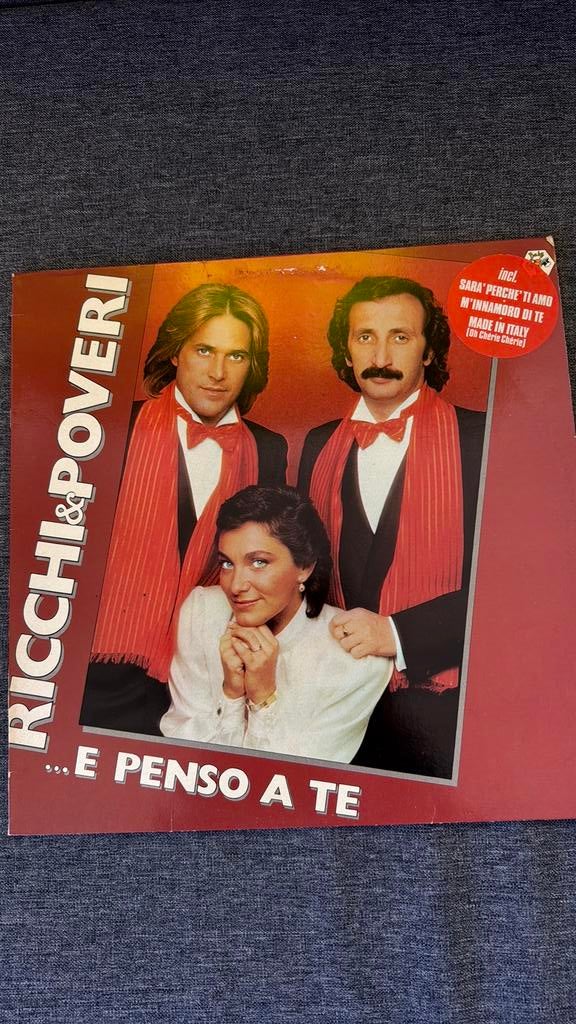 RICCHI&POVERI
...E PENSO A TE
incl.
SARA' PERCHE' TI AMO
M'INNAMORO DI TE
MADE IN ITALY
(Oh Chérie Chérie)